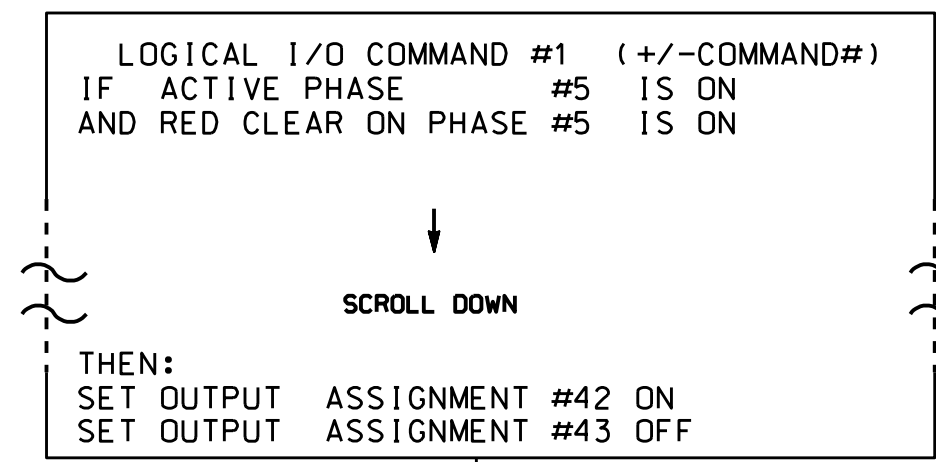 LOGICAL I/O COMMAND #1 (+/-COMMAND#)
IF ACTIVE PHASE #5 IS ON
AND RED CLEAR ON PHASE #5 IS ON
SCROLL DOWN
THEN:
SET OUTPUT ASSIGNMENT #42 ON
SET OUTPUT ASSIGNMENT #43 OFF